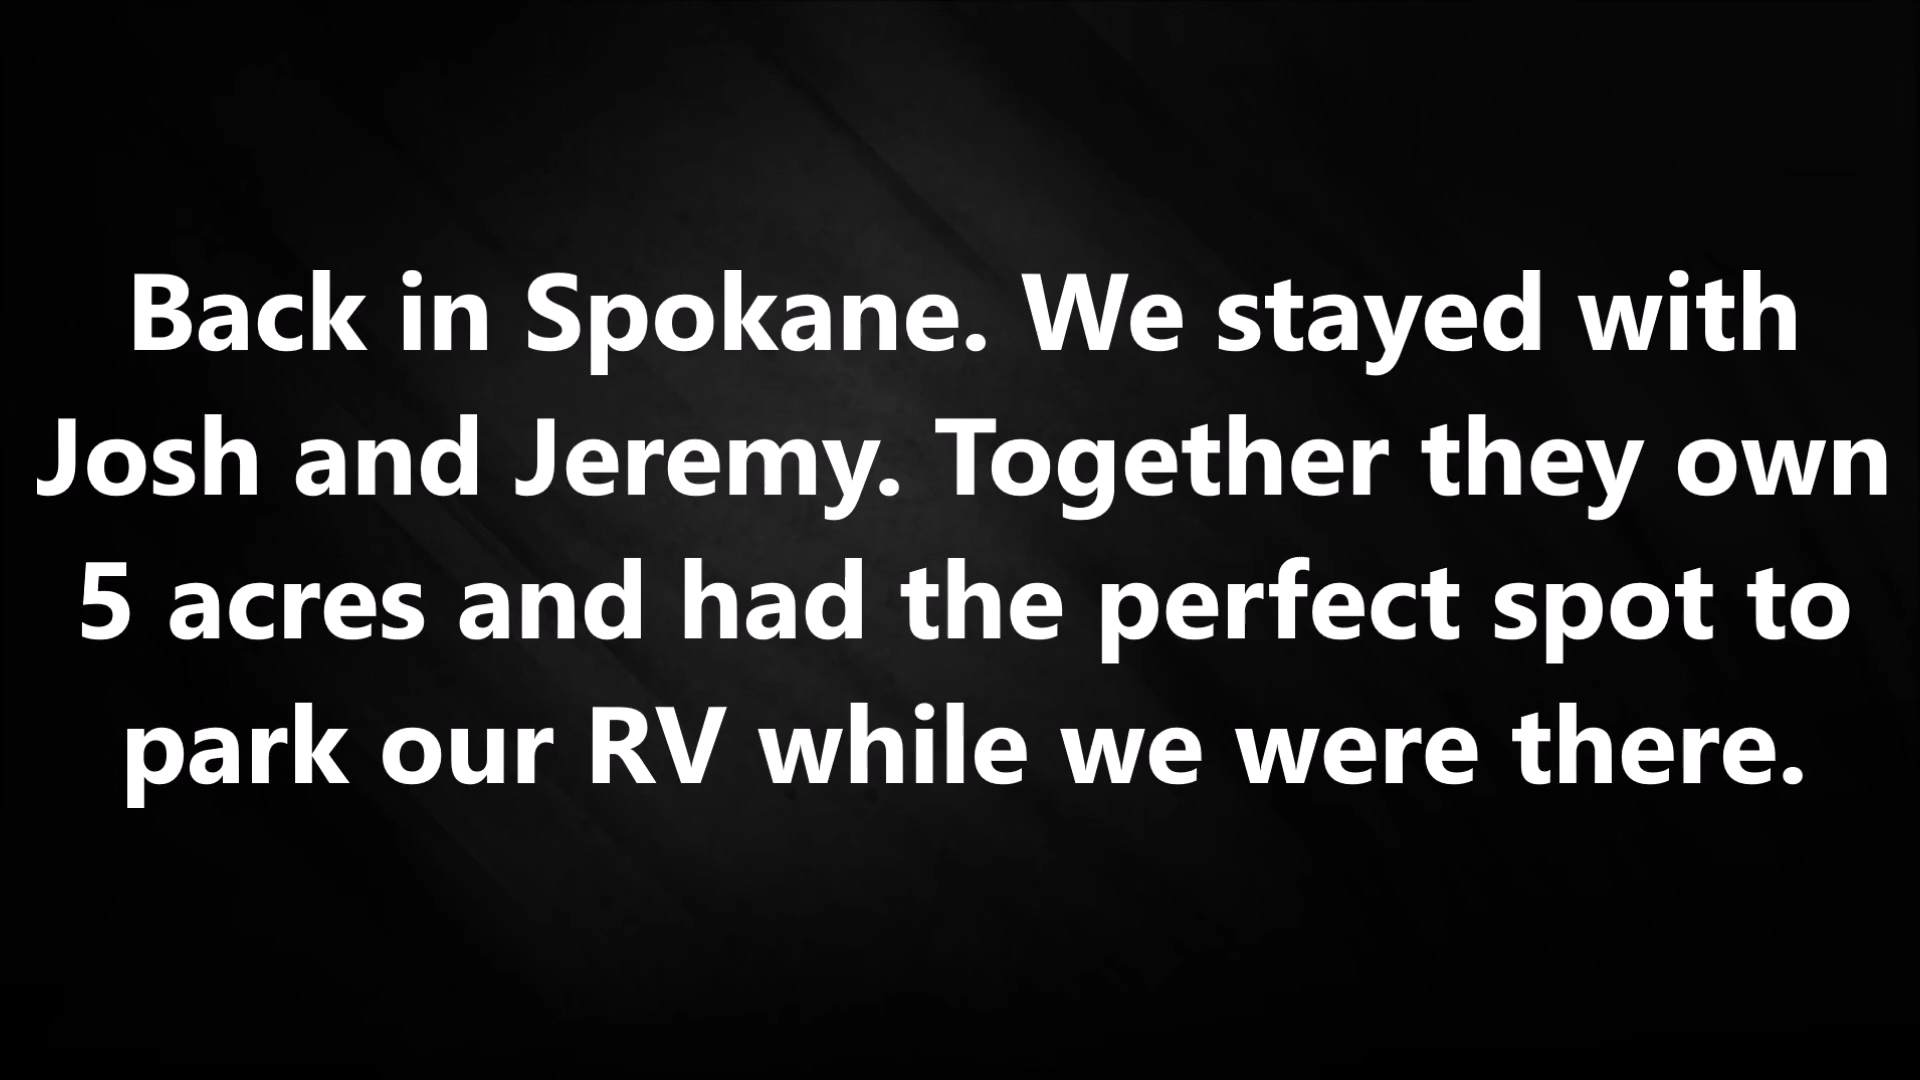 Back in Spokane. We stayed with
Josh and Jeremy. Together they own
5 acres and had the perfect spot to
park our RV while we were there.